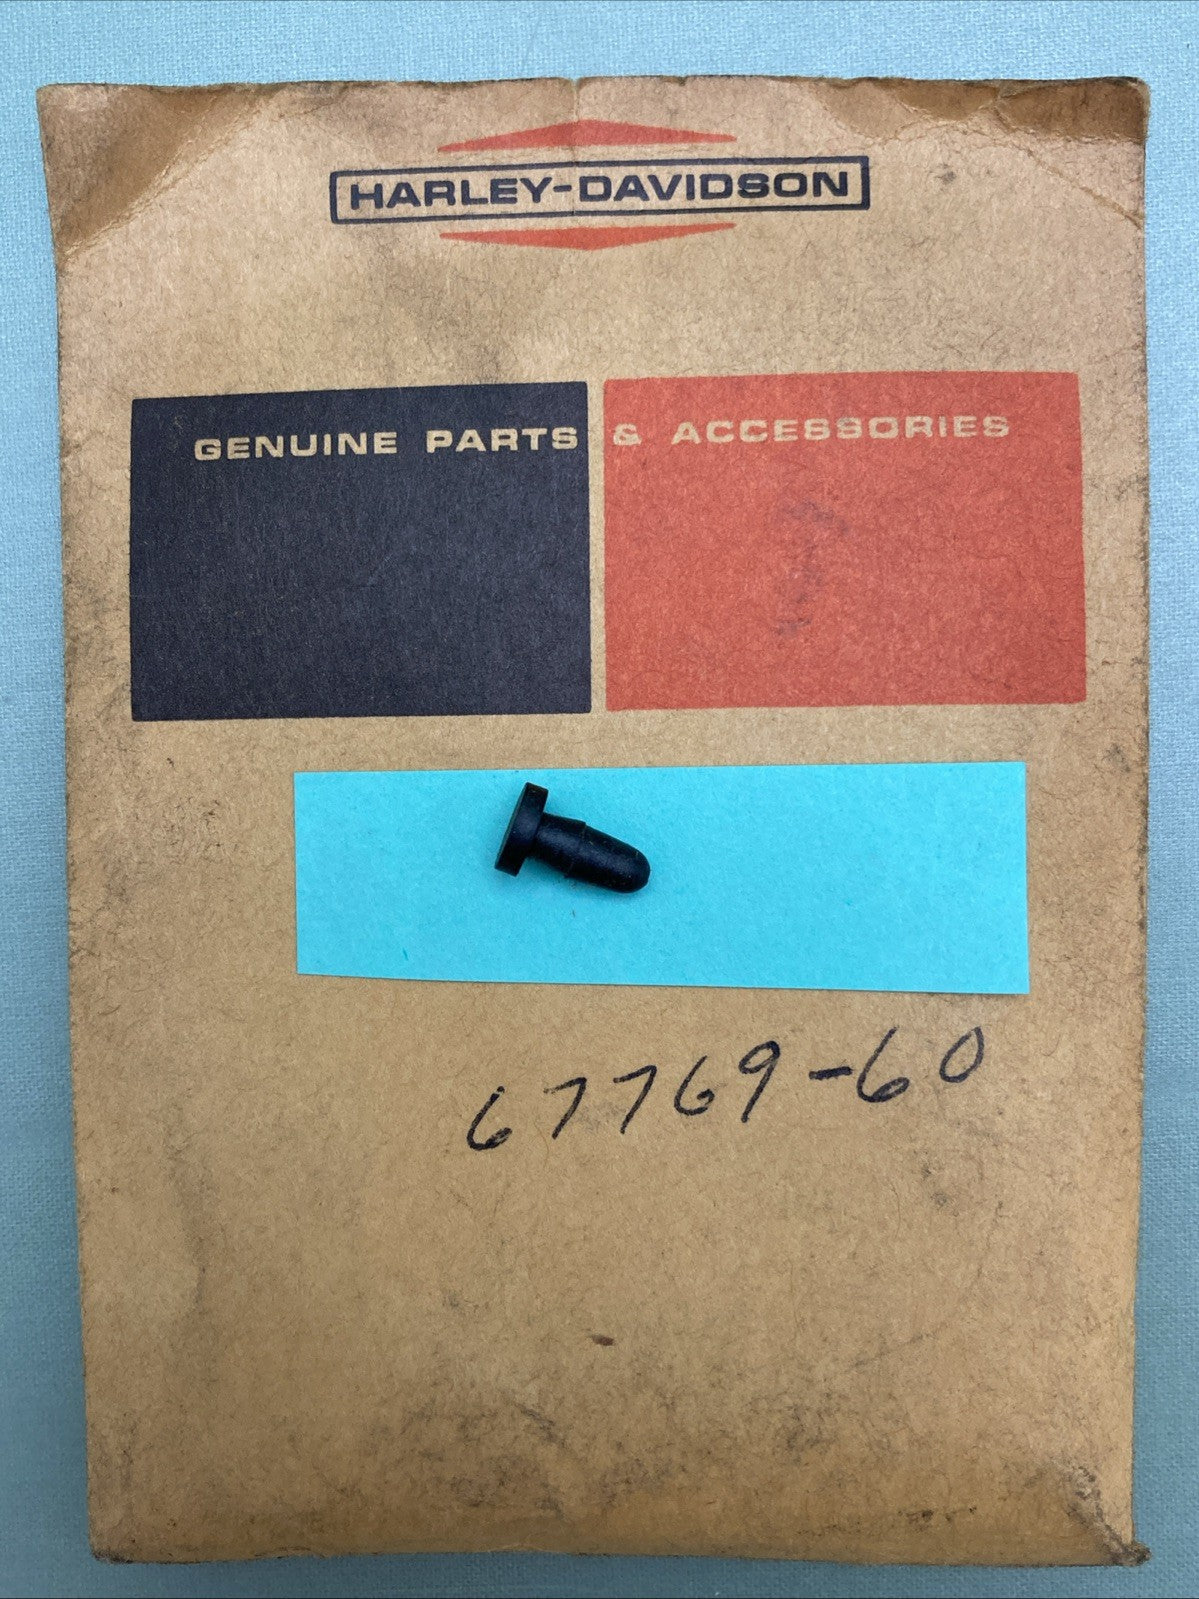 HARLEY-DAVIDSON
GENUINE PARTS & ACCESSORIES
67769-60